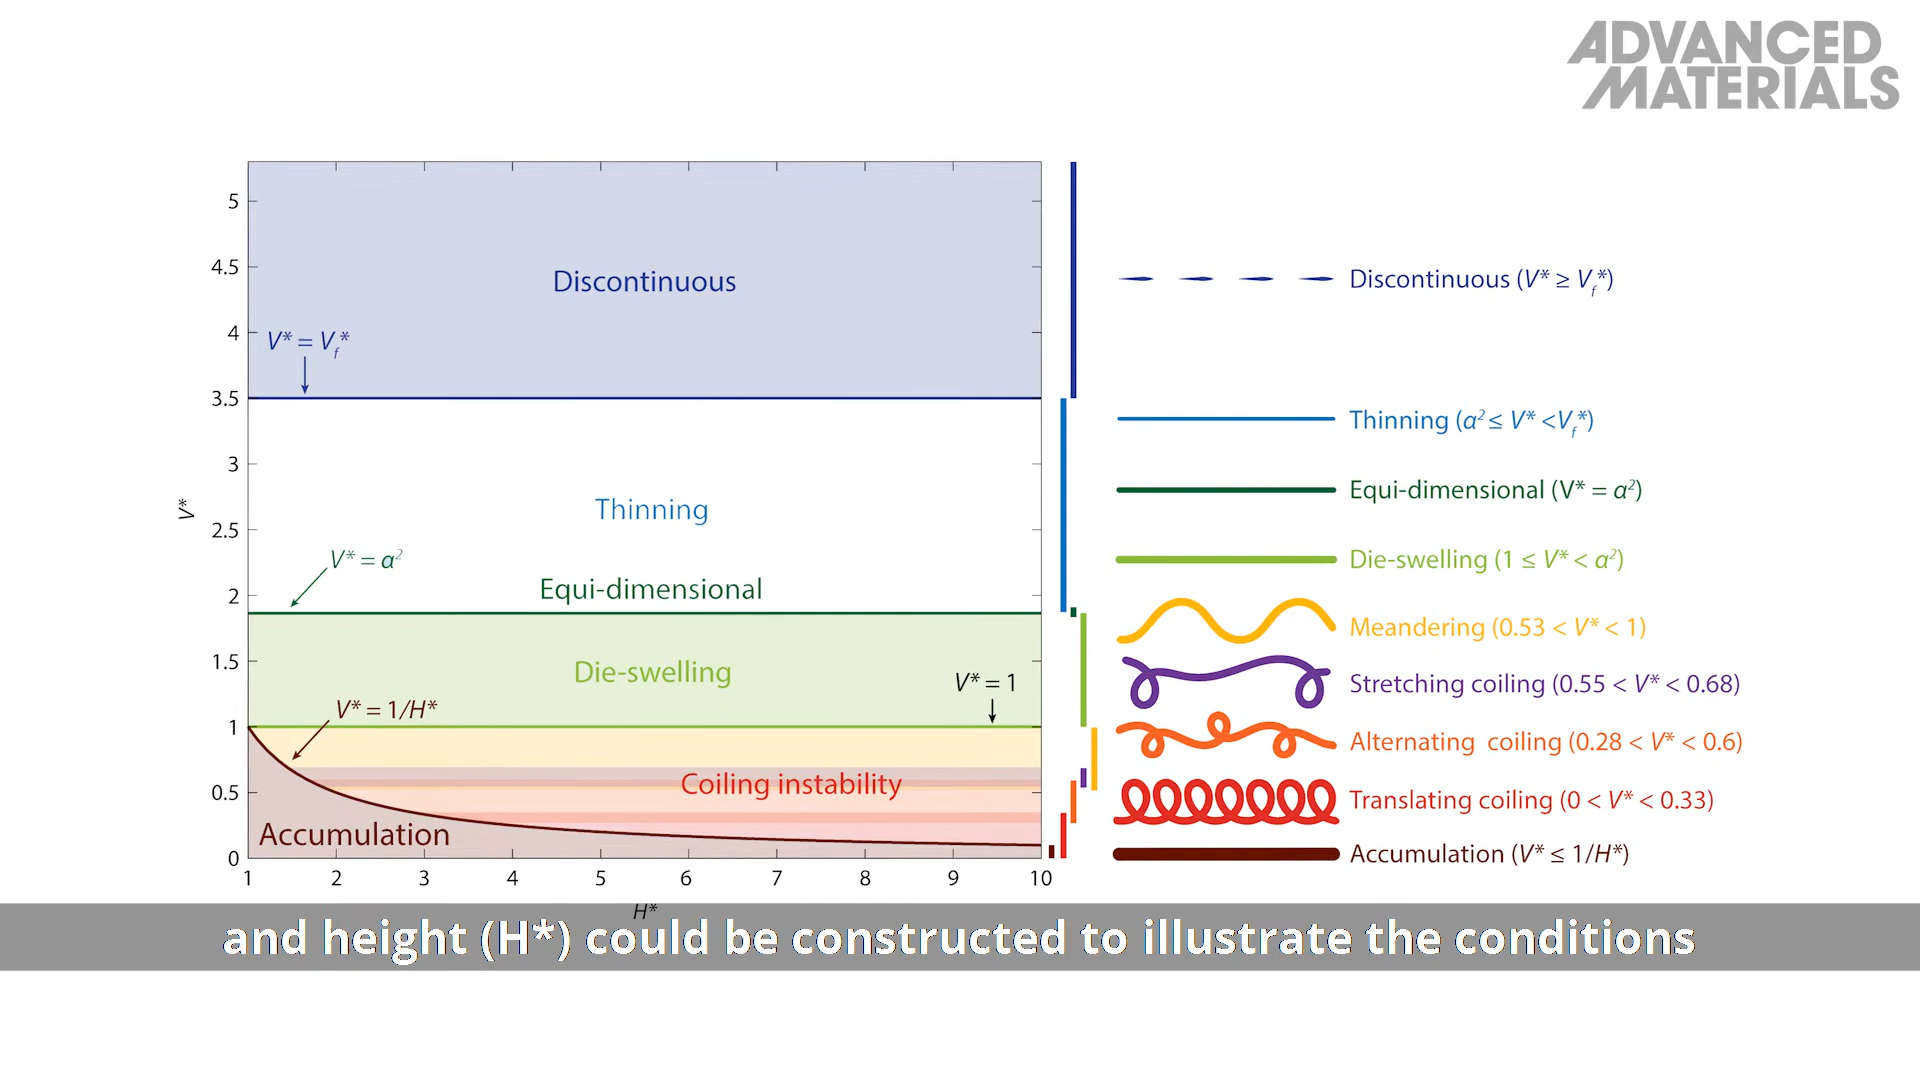 ADVANCED
MATERIALS
5
4.5
4
3.5
3
2.5
2
1.5
1
0.5
0
V*
Discontinuous
V* = Vf*
Thinning
V* = α²
Equi-dimensional
Die-swelling
V* = 1
V* = 1/H*
Coiling instability
Accumulation
1 2 3 4 5 6 7 8 9 10
H*
Discontinuous (V* ≥ Vf*)
Thinning (α² ≤ V* <Vf*)
Equi-dimensional (V* = α²)
Die-swelling (1 ≤ V* < α²)
Meandering (0.53 < V* < 1)
Stretching coiling (0.55 < V* < 0.68)
Alternating coiling (0.28 < V* < 0.6)
Translating coiling (0 < V* < 0.33)
Accumulation (V* ≤ 1/H*)
and height (H*) could be constructed to illustrate the conditions